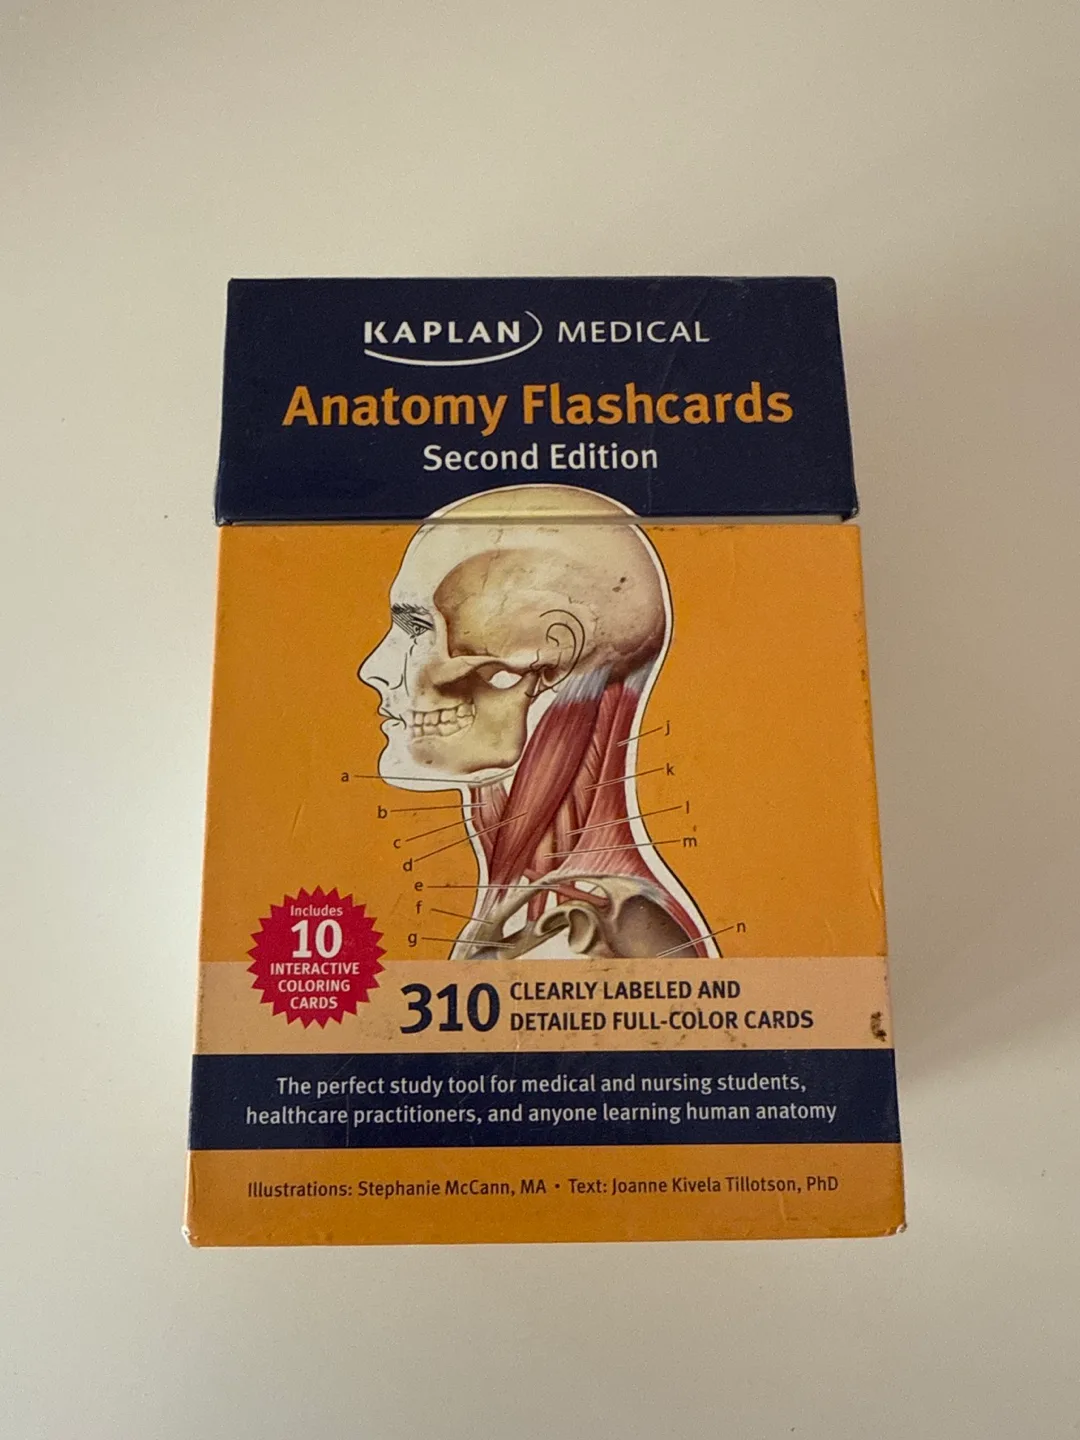 KAPLAN MEDICAL
Anatomy Flashcards
Second Edition
j
a
k
b
l
c
m
d
e
f
n
g
Includes
10
INTERACTIVE
COLORING
CARDS
310 CLEARLY LABELED AND
DETAILED FULL-COLOR CARDS
The perfect study tool for medical and nursing students,
healthcare practitioners, and anyone learning human anatomy
Illustrations: Stephanie McCann, MA • Text: Joanne Kivela Tillotson, PhD